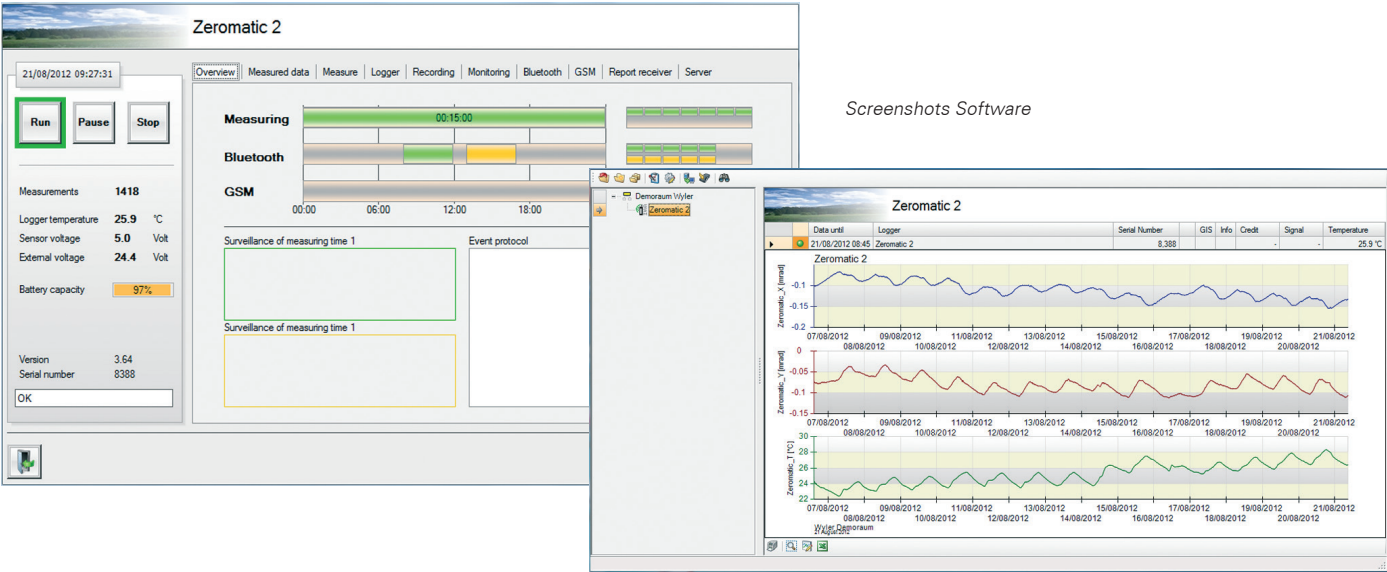 Zeromatic 2
21/08/2012 09:27:31
Run Pause Stop
Measurements 1418
Logger temperature 25.9 °C
Sensor voltage 5.0 Volt
External voltage 24.4 Volt
Battery capacity 97%
Version 3.64
Serial number 8388
OK
Overview Measured data Measure Logger Recording Monitoring Bluetooth GSM Report receiver Server
Measuring 00:15:00
Bluetooth
GSM
00:00 06:00 12:00 18:00
Surveillance of measuring time 1 Event protocol
Surveillance of measuring time 1
Screenshots Software
Demoraum Wyler
Zeromatic 2
Zeromatic 2
Data until Logger Serial Number GIS Info Credit Signal Temperature
21/08/2012 08:45 Zeromatic 2 8.388 - - 25.9 °C
Zeromatic 2
Zeromatic_X [mrad]
-0.1
-0.15
-0.2
07/08/2012 09/08/2012 11/08/2012 13/08/2012 15/08/2012 17/08/2012 19/08/2012 21/08/2012
08/08/2012 10/08/2012 12/08/2012 14/08/2012 16/08/2012 18/08/2012 20/08/2012
Zeromatic_Y [mrad]
0
-0.05
-0.1
-0.15
07/08/2012 09/08/2012 11/08/2012 13/08/2012 15/08/2012 17/08/2012 19/08/2012 21/08/2012
08/08/2012 10/08/2012 12/08/2012 14/08/2012 16/08/2012 18/08/2012 20/08/2012
Zeromatic_T [°C]
30
28
26
24
22
07/08/2012 09/08/2012 11/08/2012 13/08/2012 15/08/2012 17/08/2012 19/08/2012 21/08/2012
08/08/2012 10/08/2012 12/08/2012 14/08/2012 16/08/2012 18/08/2012 20/08/2012
Wyler Demoraum
21 August 2012